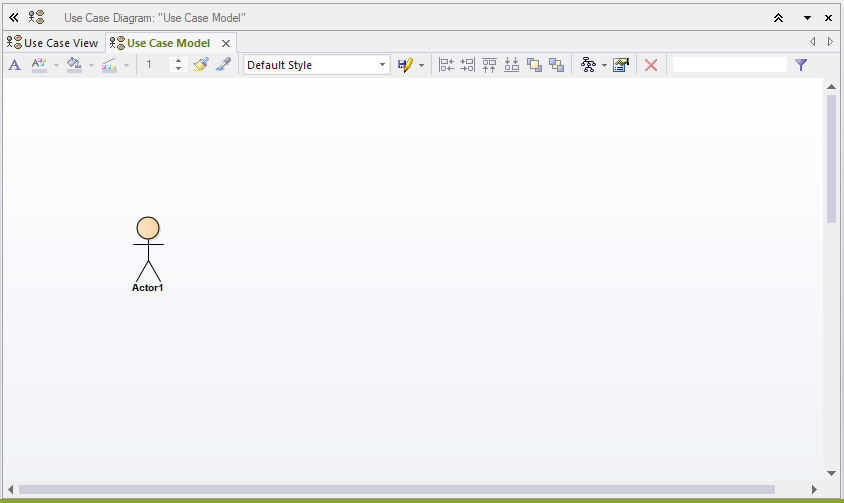 Use Case Diagram: "Use Case Model"
Use Case View
Use Case Model
A
1
Default Style
Actor1